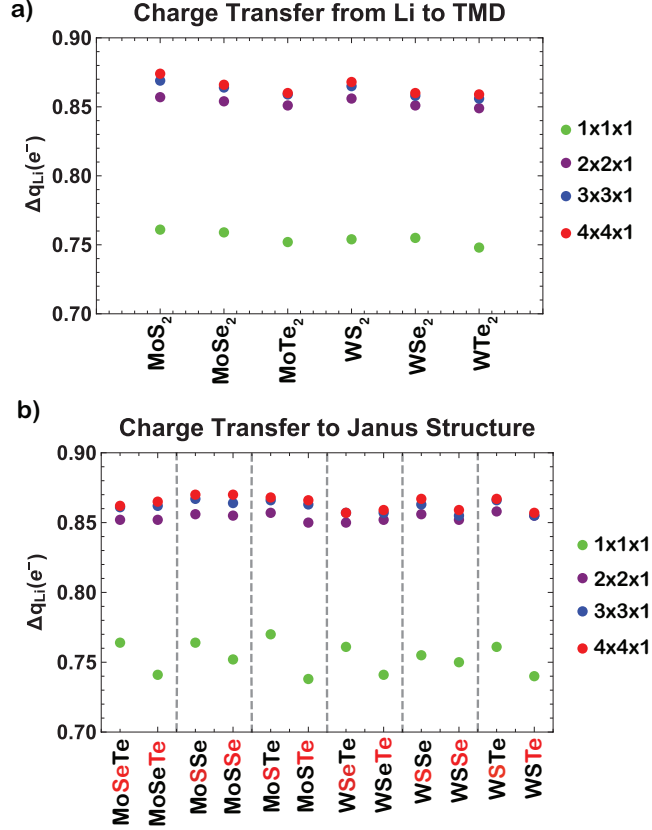 a)
Charge Transfer from Li to TMD
0.90
0.85
0.80
0.75
0.70
Δq_Li(e⁻)
MoS₂
MoSe₂
MoTe₂
WS₂
WSe₂
WTe₂
1x1x1
2x2x1
3x3x1
4x4x1
b)
Charge Transfer to Janus Structure
0.90
0.85
0.80
0.75
0.70
Δq_Li(e⁻)
MoSeTe
MoSeTe
MoSSe
MoSSe
MoSTe
MoSTe
WSeTe
WSeTe
WSSe
WSSe
WSTe
WSTe
1x1x1
2x2x1
3x3x1
4x4x1